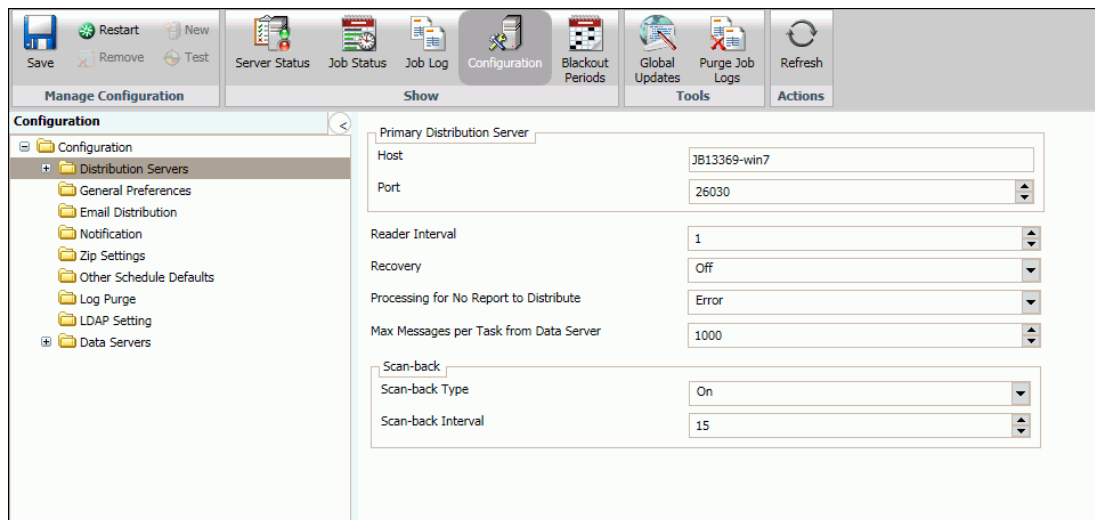 Save
Restart
New
Remove
Test
Manage Configuration
Server Status
Job Status
Job Log
Configuration
Blackout
Periods
Show
Global
Updates
Purge Job
Logs
Tools
Refresh
Actions
Configuration
<
Configuration
Distribution Servers
General Preferences
Email Distribution
Notification
Zip Settings
Other Schedule Defaults
Log Purge
LDAP Setting
Data Servers
Primary Distribution Server
Host JB13369-win7
Port 26030
Reader Interval 1
Recovery Off
Processing for No Report to Distribute Error
Max Messages per Task from Data Server 1000
Scan-back
Scan-back Type On
Scan-back Interval 15